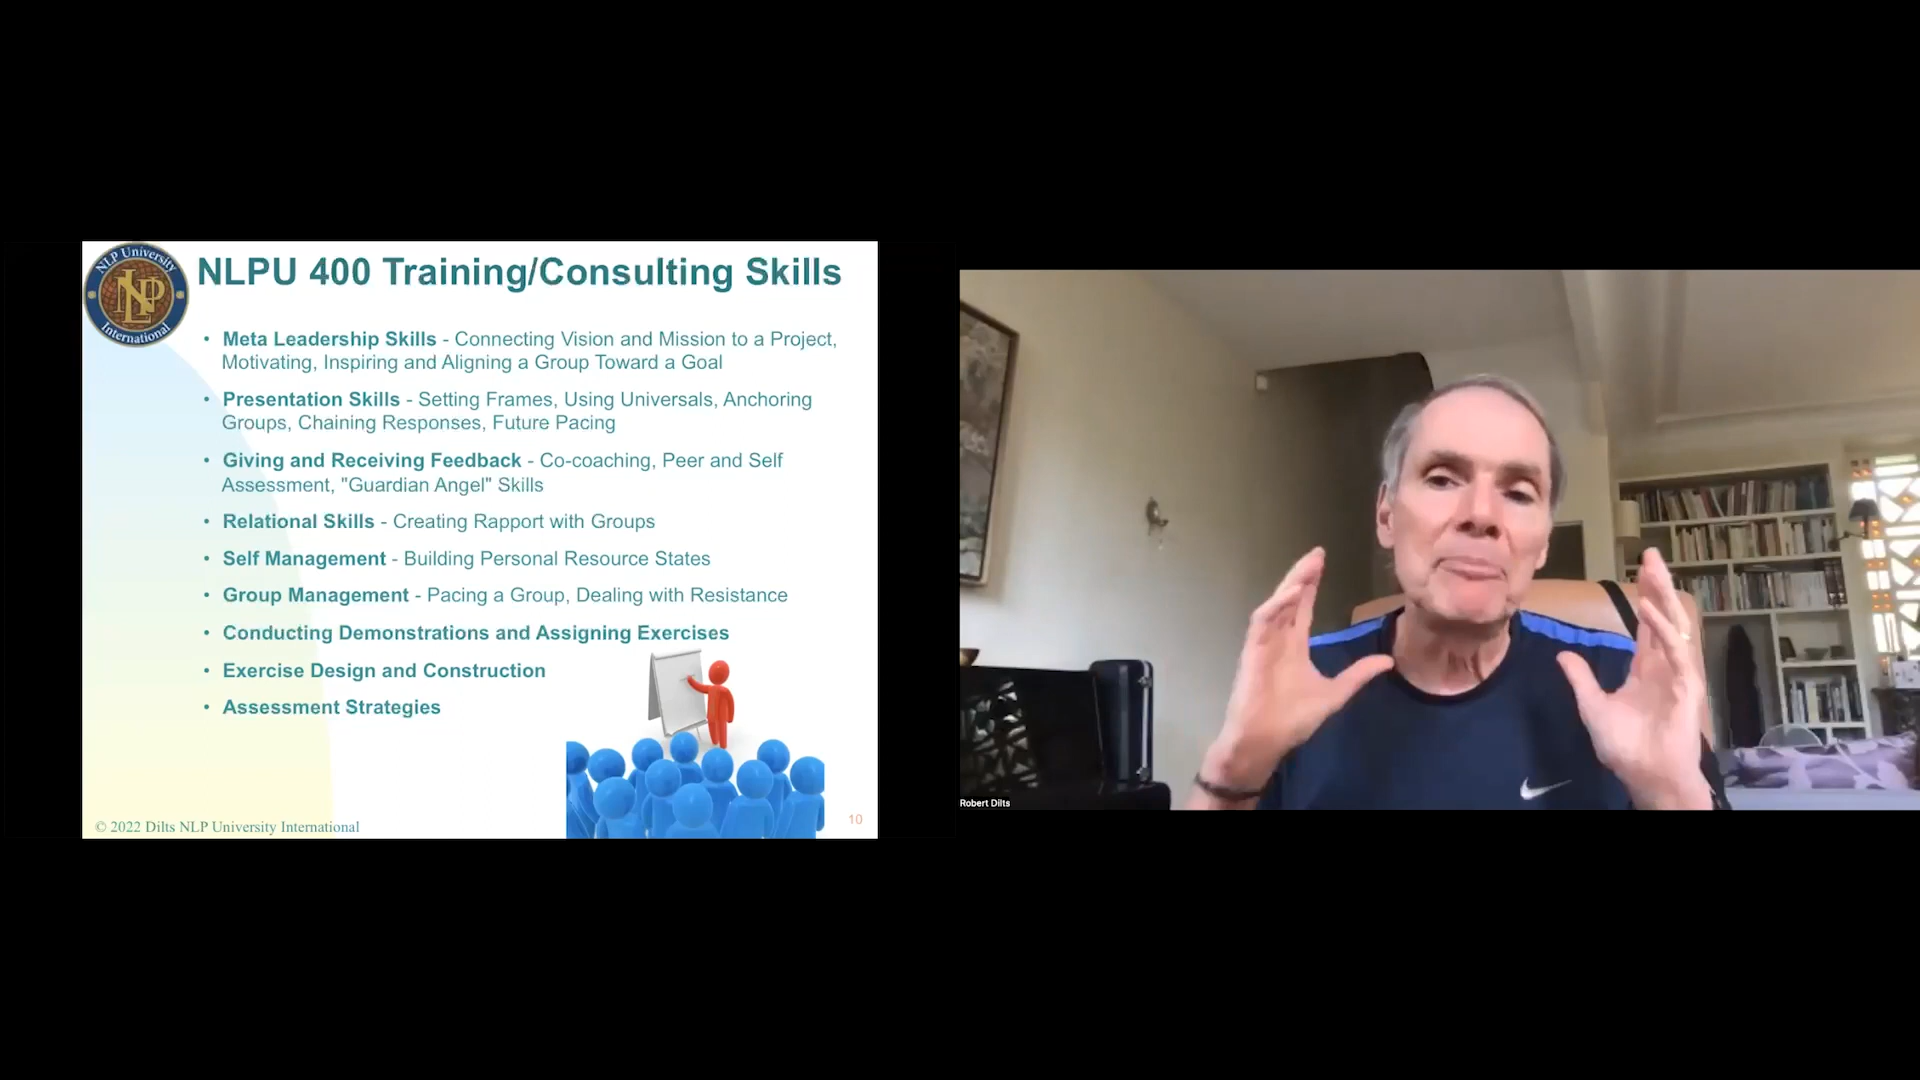 NLP University
NLP
International
NLPU 400 Training/Consulting Skills
• Meta Leadership Skills - Connecting Vision and Mission to a Project,
Motivating, Inspiring and Aligning a Group Toward a Goal
• Presentation Skills - Setting Frames, Using Universals, Anchoring
Groups, Chaining Responses, Future Pacing
• Giving and Receiving Feedback - Co-coaching, Peer and Self
Assessment, "Guardian Angel" Skills
• Relational Skills - Creating Rapport with Groups
• Self Management - Building Personal Resource States
• Group Management - Pacing a Group, Dealing with Resistance
• Conducting Demonstrations and Assigning Exercises
• Exercise Design and Construction
• Assessment Strategies
© 2022 Dilts NLP University International
10
Robert Dilts